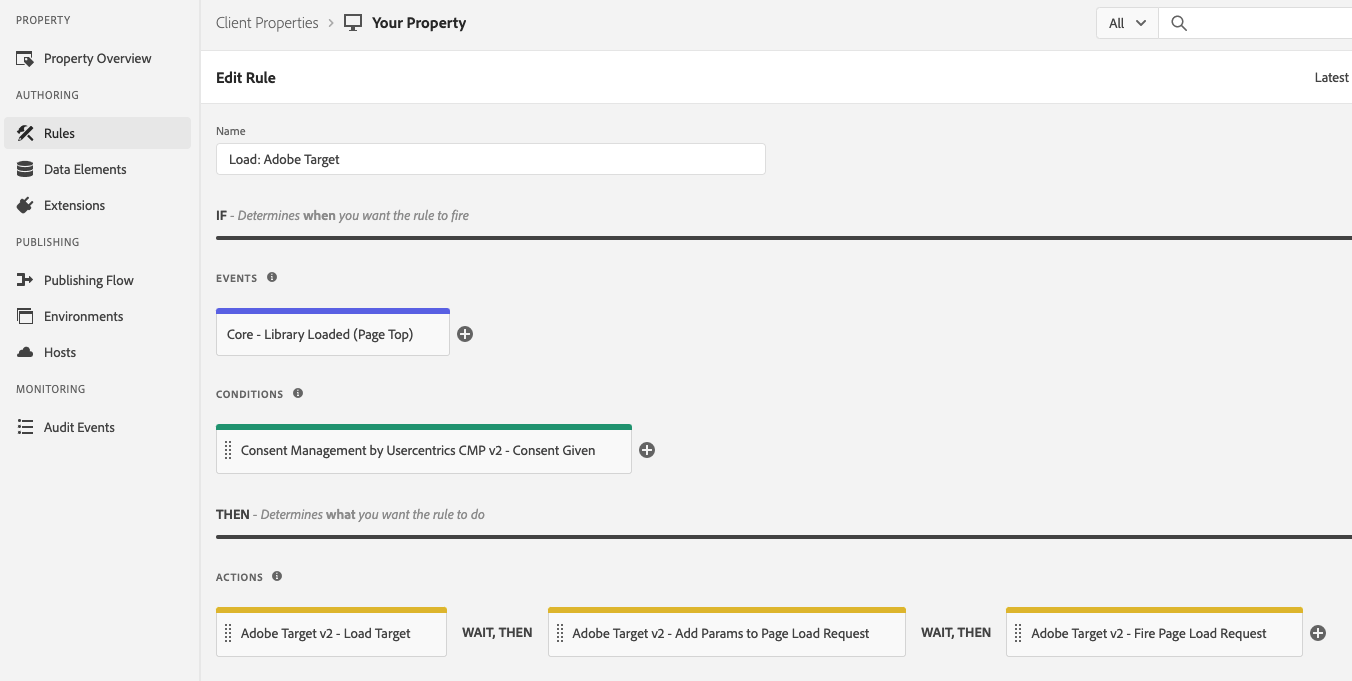 PROPERTY
Property Overview
AUTHORING
Rules
Data Elements
Extensions
PUBLISHING
Publishing Flow
Environments
Hosts
MONITORING
Audit Events
Client Properties > Your Property
All
Edit Rule
Latest
Name
Load: Adobe Target
IF - Determines when you want the rule to fire
EVENTS
Core - Library Loaded (Page Top)
CONDITIONS
Consent Management by Usercentrics CMP v2 - Consent Given
THEN - Determines what you want the rule to do
ACTIONS
Adobe Target v2 - Load Target WAIT, THEN Adobe Target v2 - Add Params to Page Load Request WAIT, THEN Adobe Target v2 - Fire Page Load Request